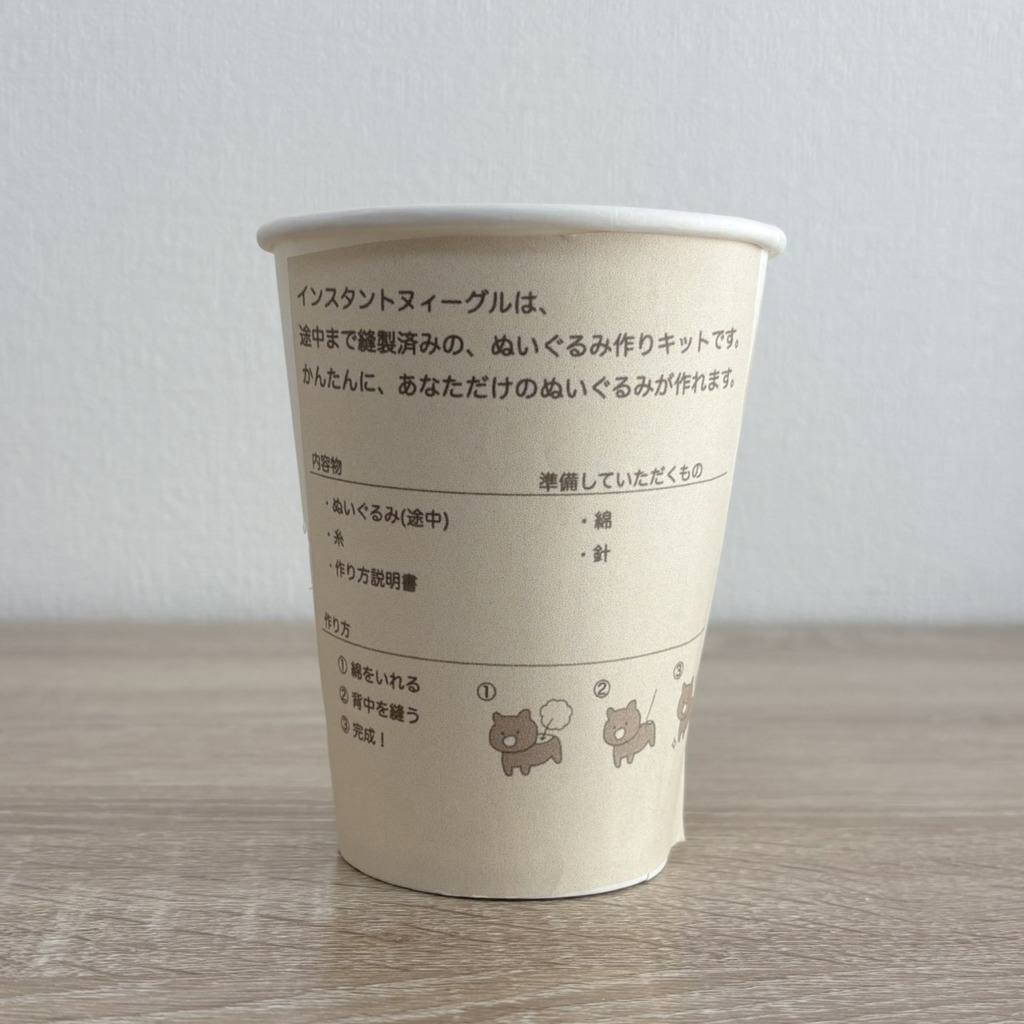 インスタントヌィーグルは、
途中まで縫製済みの、ぬいぐるみ作りキットです。
かんたんに、あなただけのぬいぐるみが作れます。
内容物
・ぬいぐるみ(途中)
・糸
・作り方説明書
準備していただくもの
・綿
・針
作り方
① 綿をいれる
② 背中を縫う
③ 完成！
①
②
③